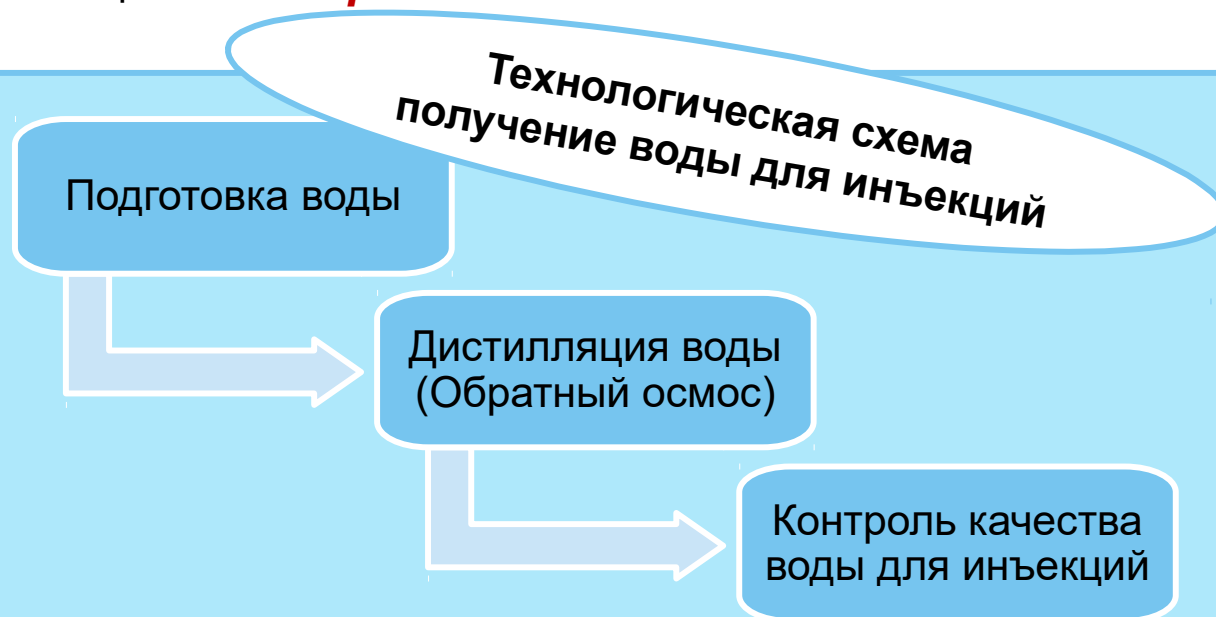 Технологическая схема
получение воды для инъекций
Подготовка воды
Дистилляция воды
(Обратный осмос)
Контроль качества
воды для инъекций